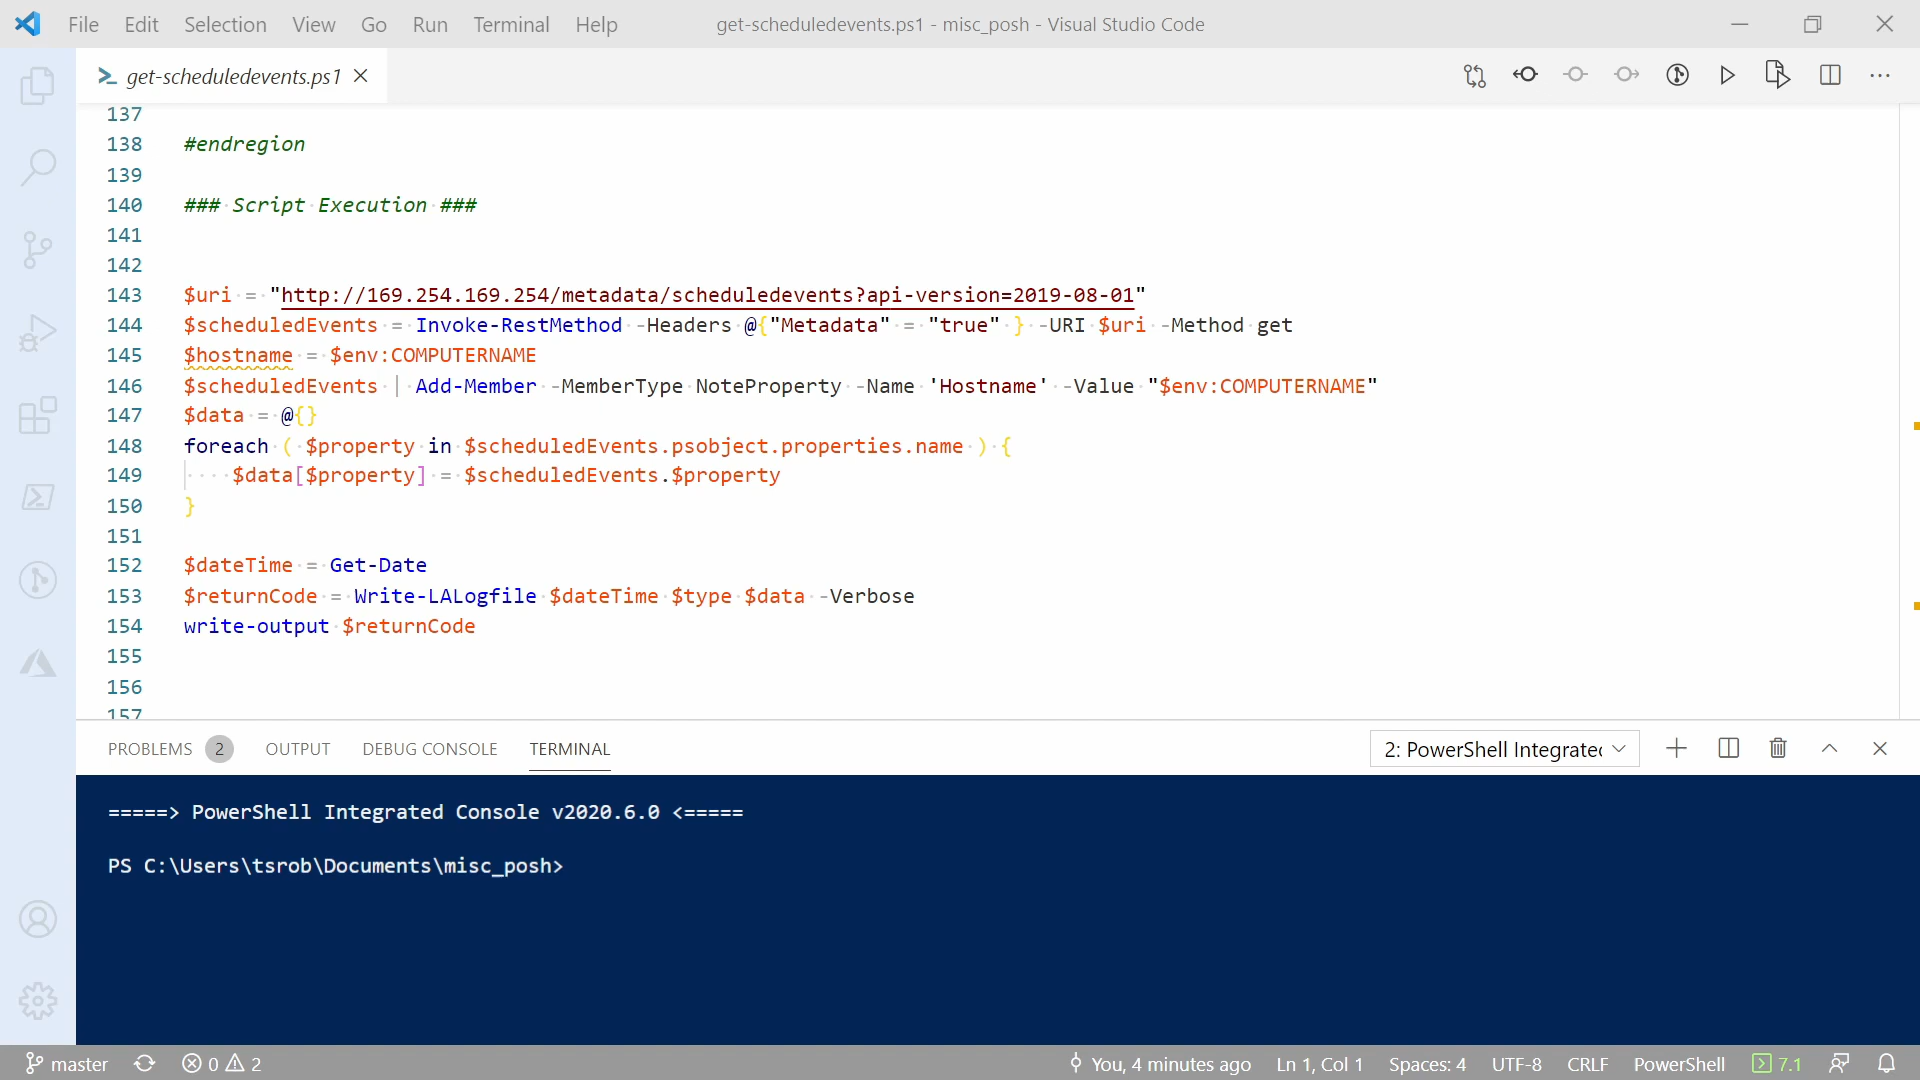 File Edit Selection View Go Run Terminal Help get-scheduledevents.ps1 - misc_posh - Visual Studio Code
get-scheduledevents.ps1
137
138 #endregion
139
140 ### Script Execution ###
141
142
143 $uri = "http://169.254.169.254/metadata/scheduledevents?api-version=2019-08-01"
144 $scheduledEvents = Invoke-RestMethod -Headers @{"Metadata" = "true" } -URI $uri -Method get
145 $hostname = $env:COMPUTERNAME
146 $scheduledEvents | Add-Member -MemberType NoteProperty -Name 'Hostname' -Value "$env:COMPUTERNAME"
147 $data = @{}
148 foreach ( $property in $scheduledEvents.psobject.properties.name ) {
149 $data[$property] = $scheduledEvents.$property
150 }
151
152 $dateTime = Get-Date
153 $returnCode = Write-LALogfile $dateTime $type $data -Verbose
154 write-output $returnCode
155
156
157
PROBLEMS 2 OUTPUT DEBUG CONSOLE TERMINAL 2: PowerShell Integrated
=====> PowerShell Integrated Console v2020.6.0 <=====
PS C:\Users\tsrob\Documents\misc_posh>
master 0 2 You, 4 minutes ago Ln 1, Col 1 Spaces: 4 UTF-8 CRLF PowerShell 7.1